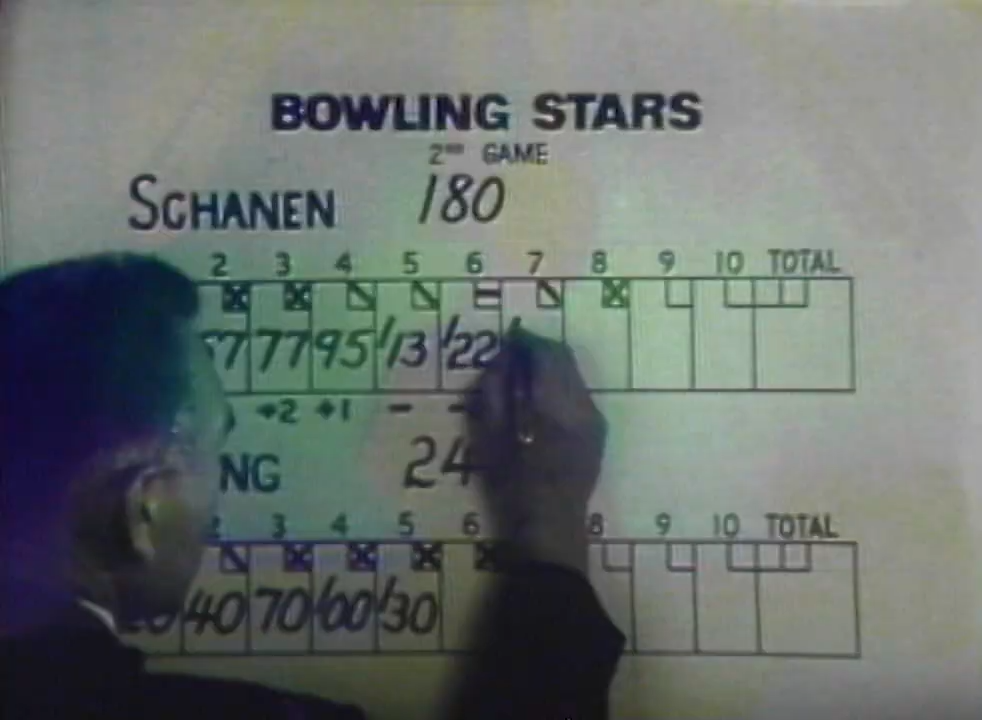 BOWLING STARS
2ND GAME
SCHANEN 180
2 3 4 5 6 7 8 9 10 TOTAL
77 95 113 122
+2 +1 - -
NG 24
2 3 4 5 6 8 9 10 TOTAL
40 70 100 130